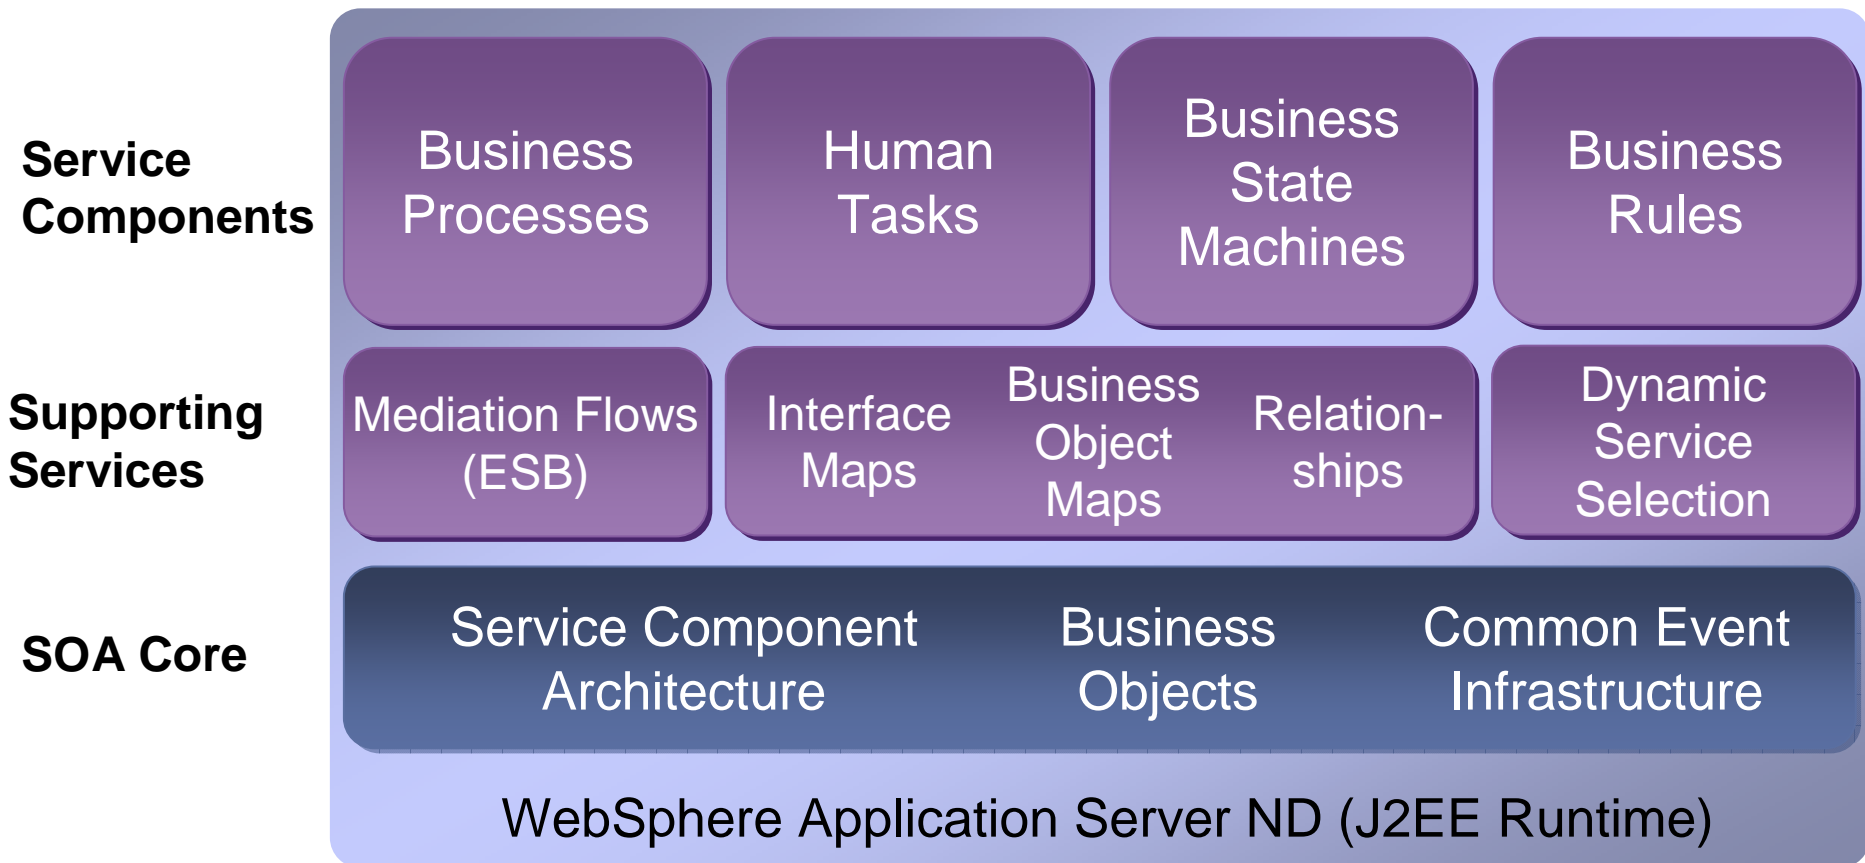 Service
Components
Business
Processes
Human
Tasks
Business
State
Machines
Business
Rules
Supporting
Services
Mediation Flows
(ESB)
Interface
Maps
Business
Object
Maps
Relation-
ships
Dynamic
Service
Selection
SOA Core
Service Component
Architecture
Business
Objects
Common Event
Infrastructure
WebSphere Application Server ND (J2EE Runtime)